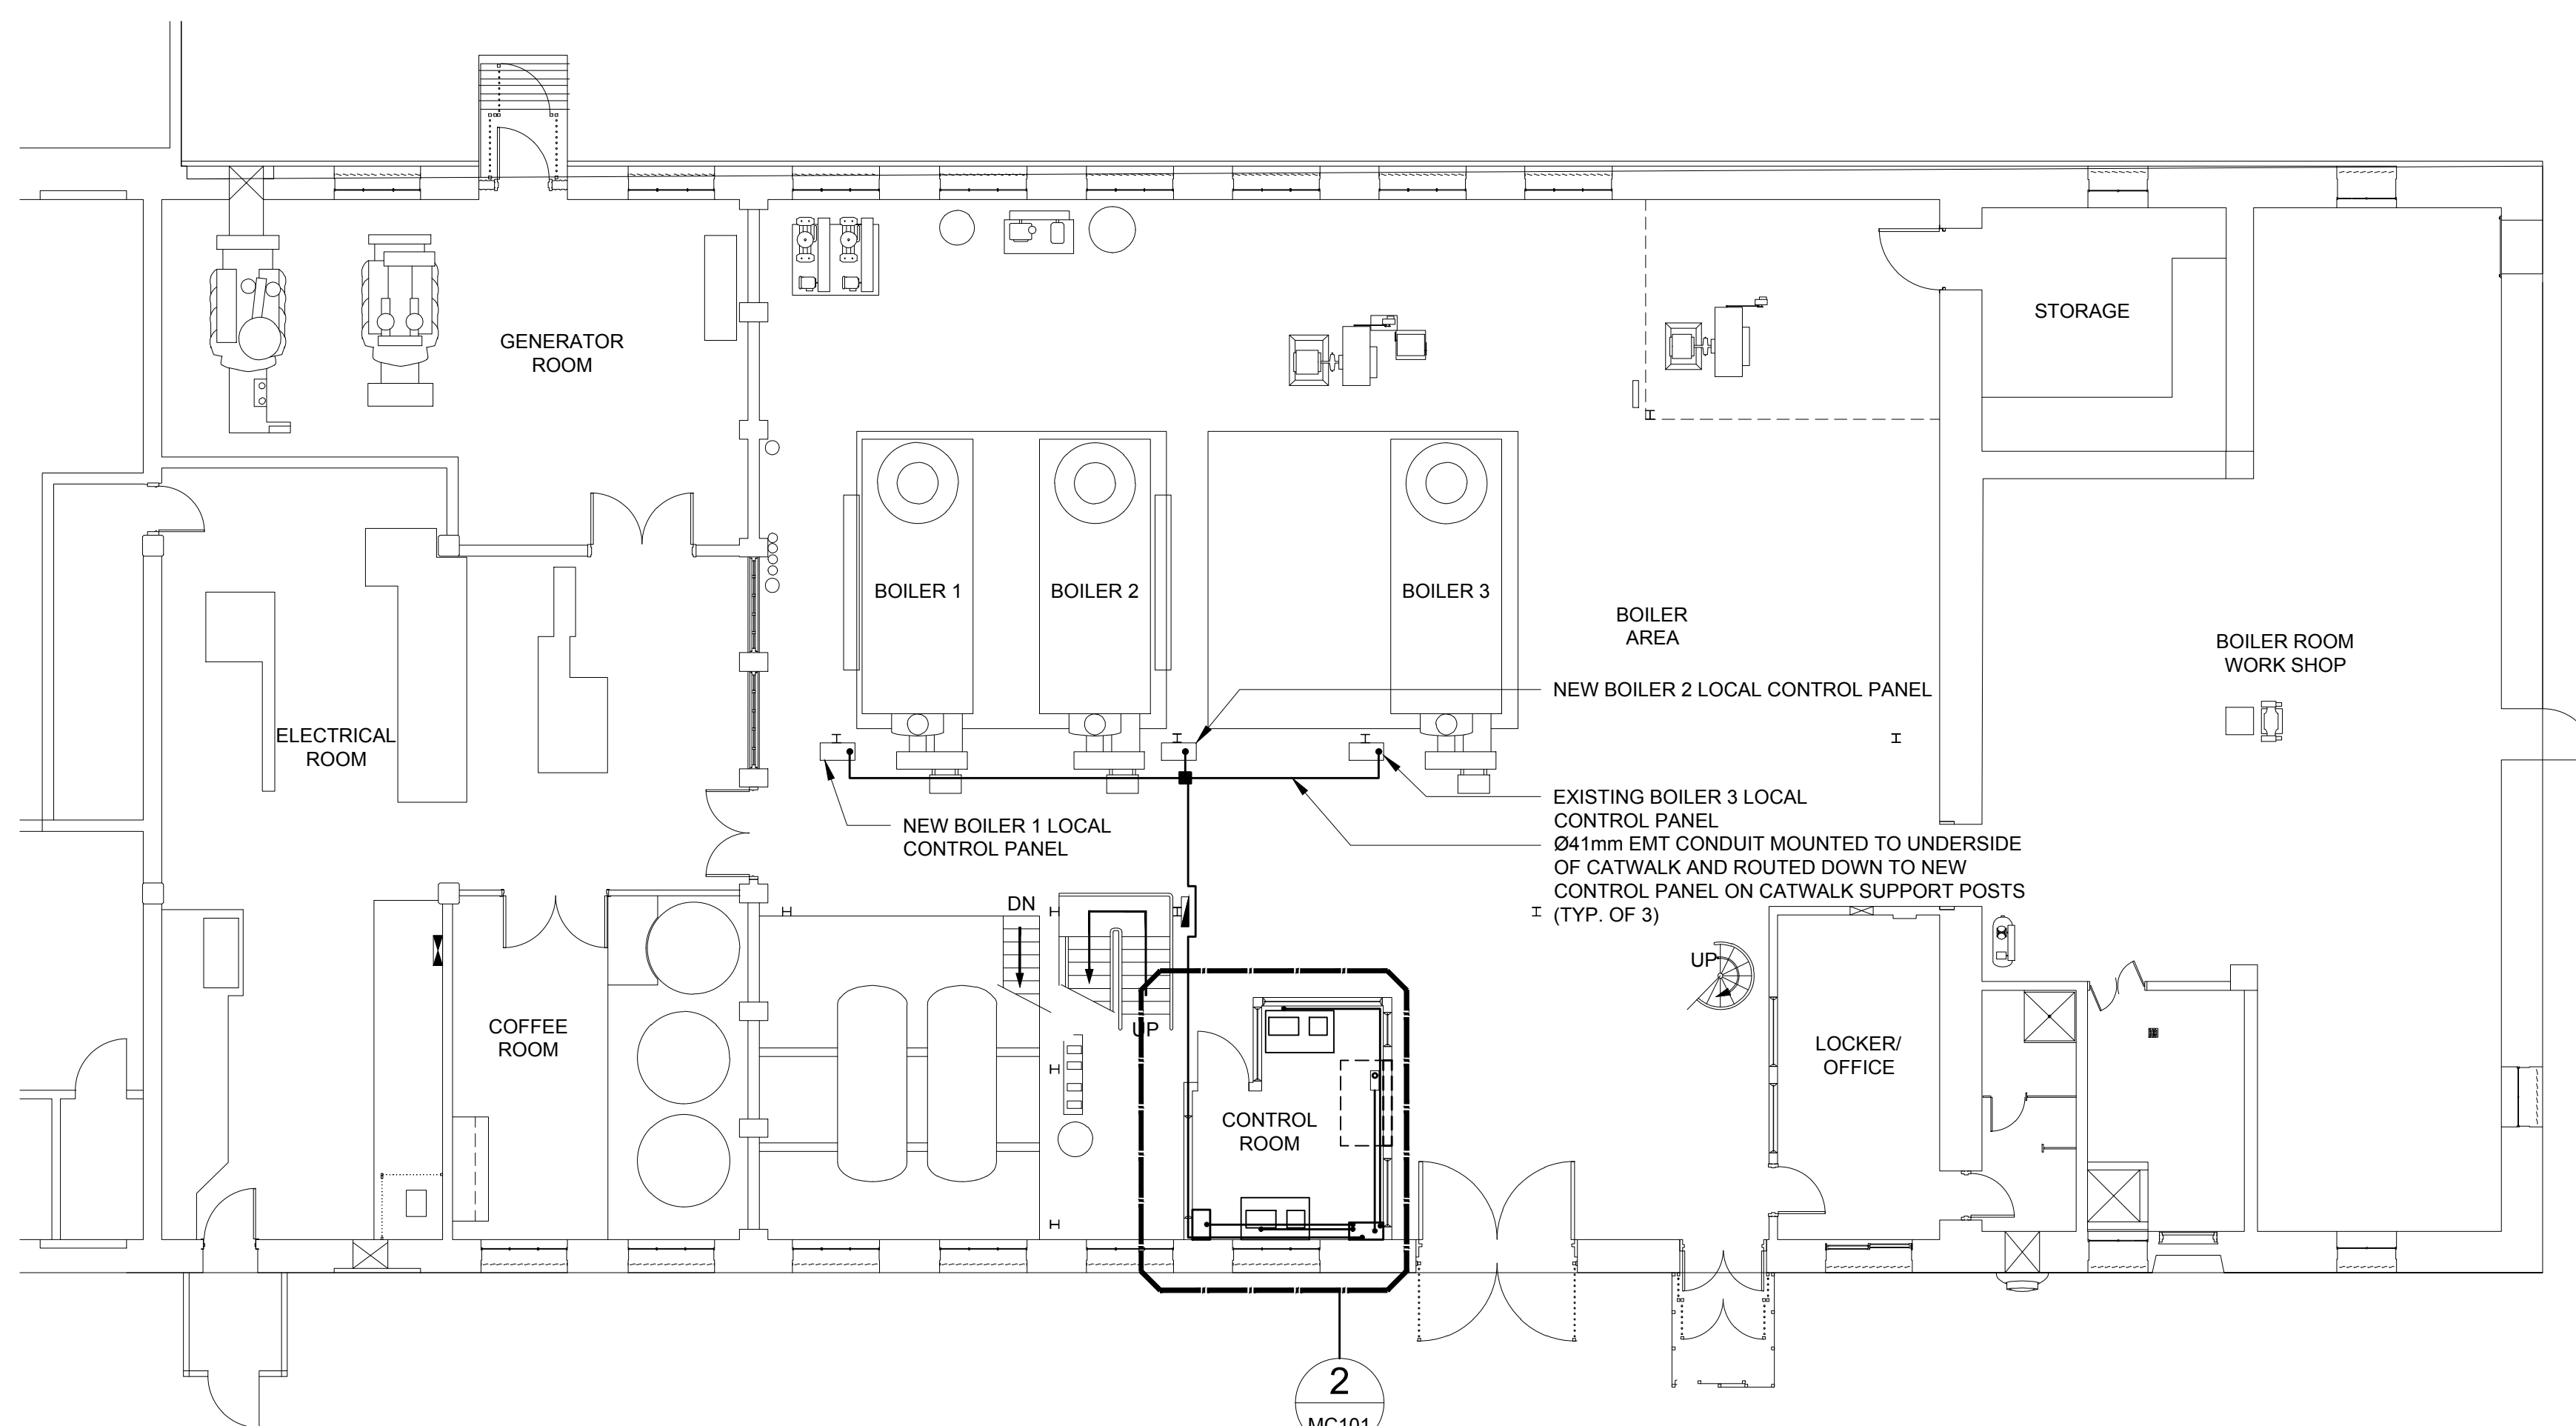 GENERATOR
ROOM
STORAGE
BOILER 1
BOILER 2
BOILER 3
BOILER
AREA
BOILER ROOM
WORK SHOP
NEW BOILER 2 LOCAL CONTROL PANEL
ELECTRICAL
ROOM
EXISTING BOILER 3 LOCAL
CONTROL PANEL
NEW BOILER 1 LOCAL
CONTROL PANEL
Ø41mm EMT CONDUIT MOUNTED TO UNDERSIDE
OF CATWALK AND ROUTED DOWN TO NEW
CONTROL PANEL ON CATWALK SUPPORT POSTS
(TYP. OF 3)
DN
UP
UP
COFFEE
ROOM
LOCKER/
OFFICE
CONTROL
ROOM
2
MC101